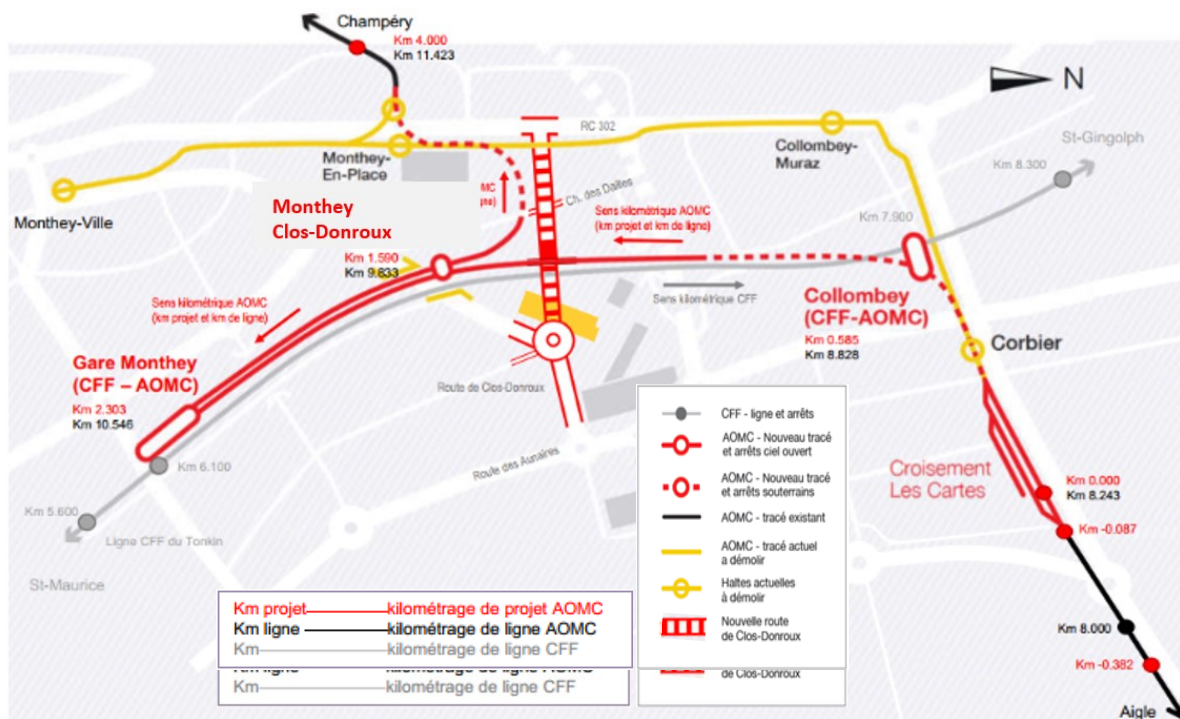 Champéry
Km 4.000
Km 11.423
N
RC 302
St-Gingolph
Km 8.300
Monthey-
En-Place
Collombey-
Muraz
Monthey-Ville
Ch. des Dailles
Km 7.900
Monthey
Clos-Donroux
Sens kilométrique AOMC
(km projet et km de ligne)
Km 1.590
Km 9.833
Sens kilométrique CFF
Sens kilométrique AOMC
(km projet et km de ligne)
Collombey
(CFF-AOMC)
Km 0.585
Km 8.828
Corbier
Gare Monthey
(CFF – AOMC)
Km 2.303
Km 10.546
Route de Clos-Donroux
Km 6.100
Route des Aunaires
Km 5.600
Ligne CFF du Tonkin
St-Maurice
Croisement
Les Cartes
Km 0.000
Km 8.243
Km -0.087
Km 8.000
Km -0.382
Aigle
CFF - ligne et arrêts
AOMC - Nouveau tracé
et arrêts ciel ouvert
AOMC - Nouveau tracé
et arrêts souterrains
AOMC - tracé existant
AOMC - tracé actuel
a démolir
Haltes actuelles
à démolir
Nouvelle route
de Clos-Donroux
de Clos-Donroux
Km projet kilométrage de projet AOMC
Km ligne kilométrage de ligne AOMC
Km kilométrage de ligne CFF
Km kilométrage de ligne CFF